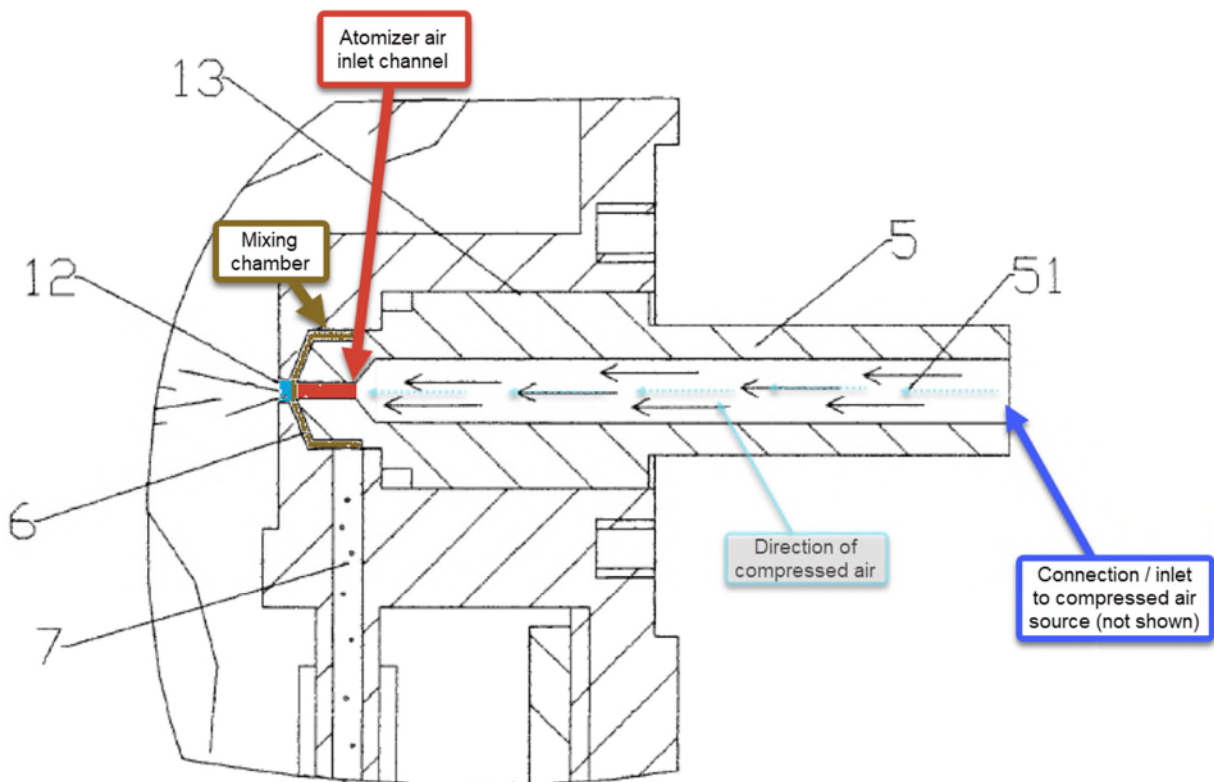 Atomizer air
inlet channel
13
Mixing
chamber
5
51
12
6
Direction of
compressed air
Connection / inlet
to compressed air
source (not shown)
7